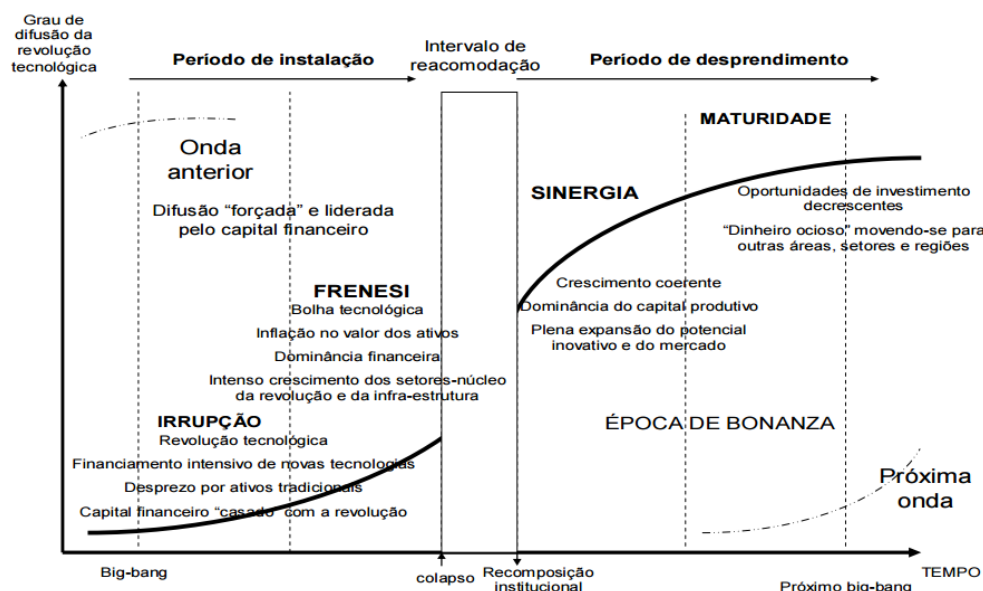 Grau de
difusão da
revolução
tecnológica
Período de instalação
Intervalo de
reacomodação
Período de desprendimento
Onda
anterior
Difusão “forçada” e liderada
pelo capital financeiro
FRENESI
Bolha tecnológica
Inflação no valor dos ativos
Dominância financeira
Intenso crescimento dos setores-núcleo
da revolução e da infra-estrutura
IRRUPÇÃO
Revolução tecnológica
Financiamento intensivo de novas tecnologias
Desprezo por ativos tradicionais
Capital financeiro “casado” com a revolução
MATURIDADE
SINERGIA
Oportunidades de investimento
decrescentes
“Dinheiro ocioso” movendo-se para
outras áreas, setores e regiões
Crescimento coerente
Dominância do capital produtivo
Plena expansão do potencial
inovativo e do mercado
ÉPOCA DE BONANZA
Próxima
onda
Big-bang
colapso
Recomposição
institucional
Próximo big-bang
TEMPO